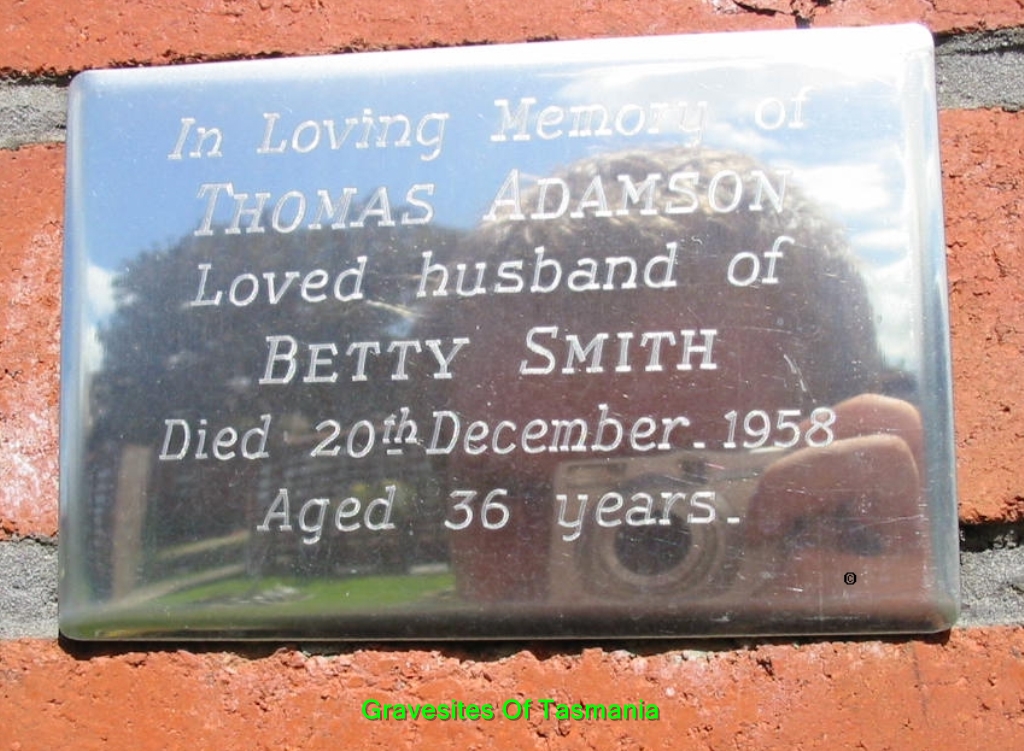 In Loving Memory of
THOMAS ADAMSON
Loved husband of
BETTY SMITH
Died 20th December. 1958
Aged 36 years.
©
Gravesites Of Tasmania